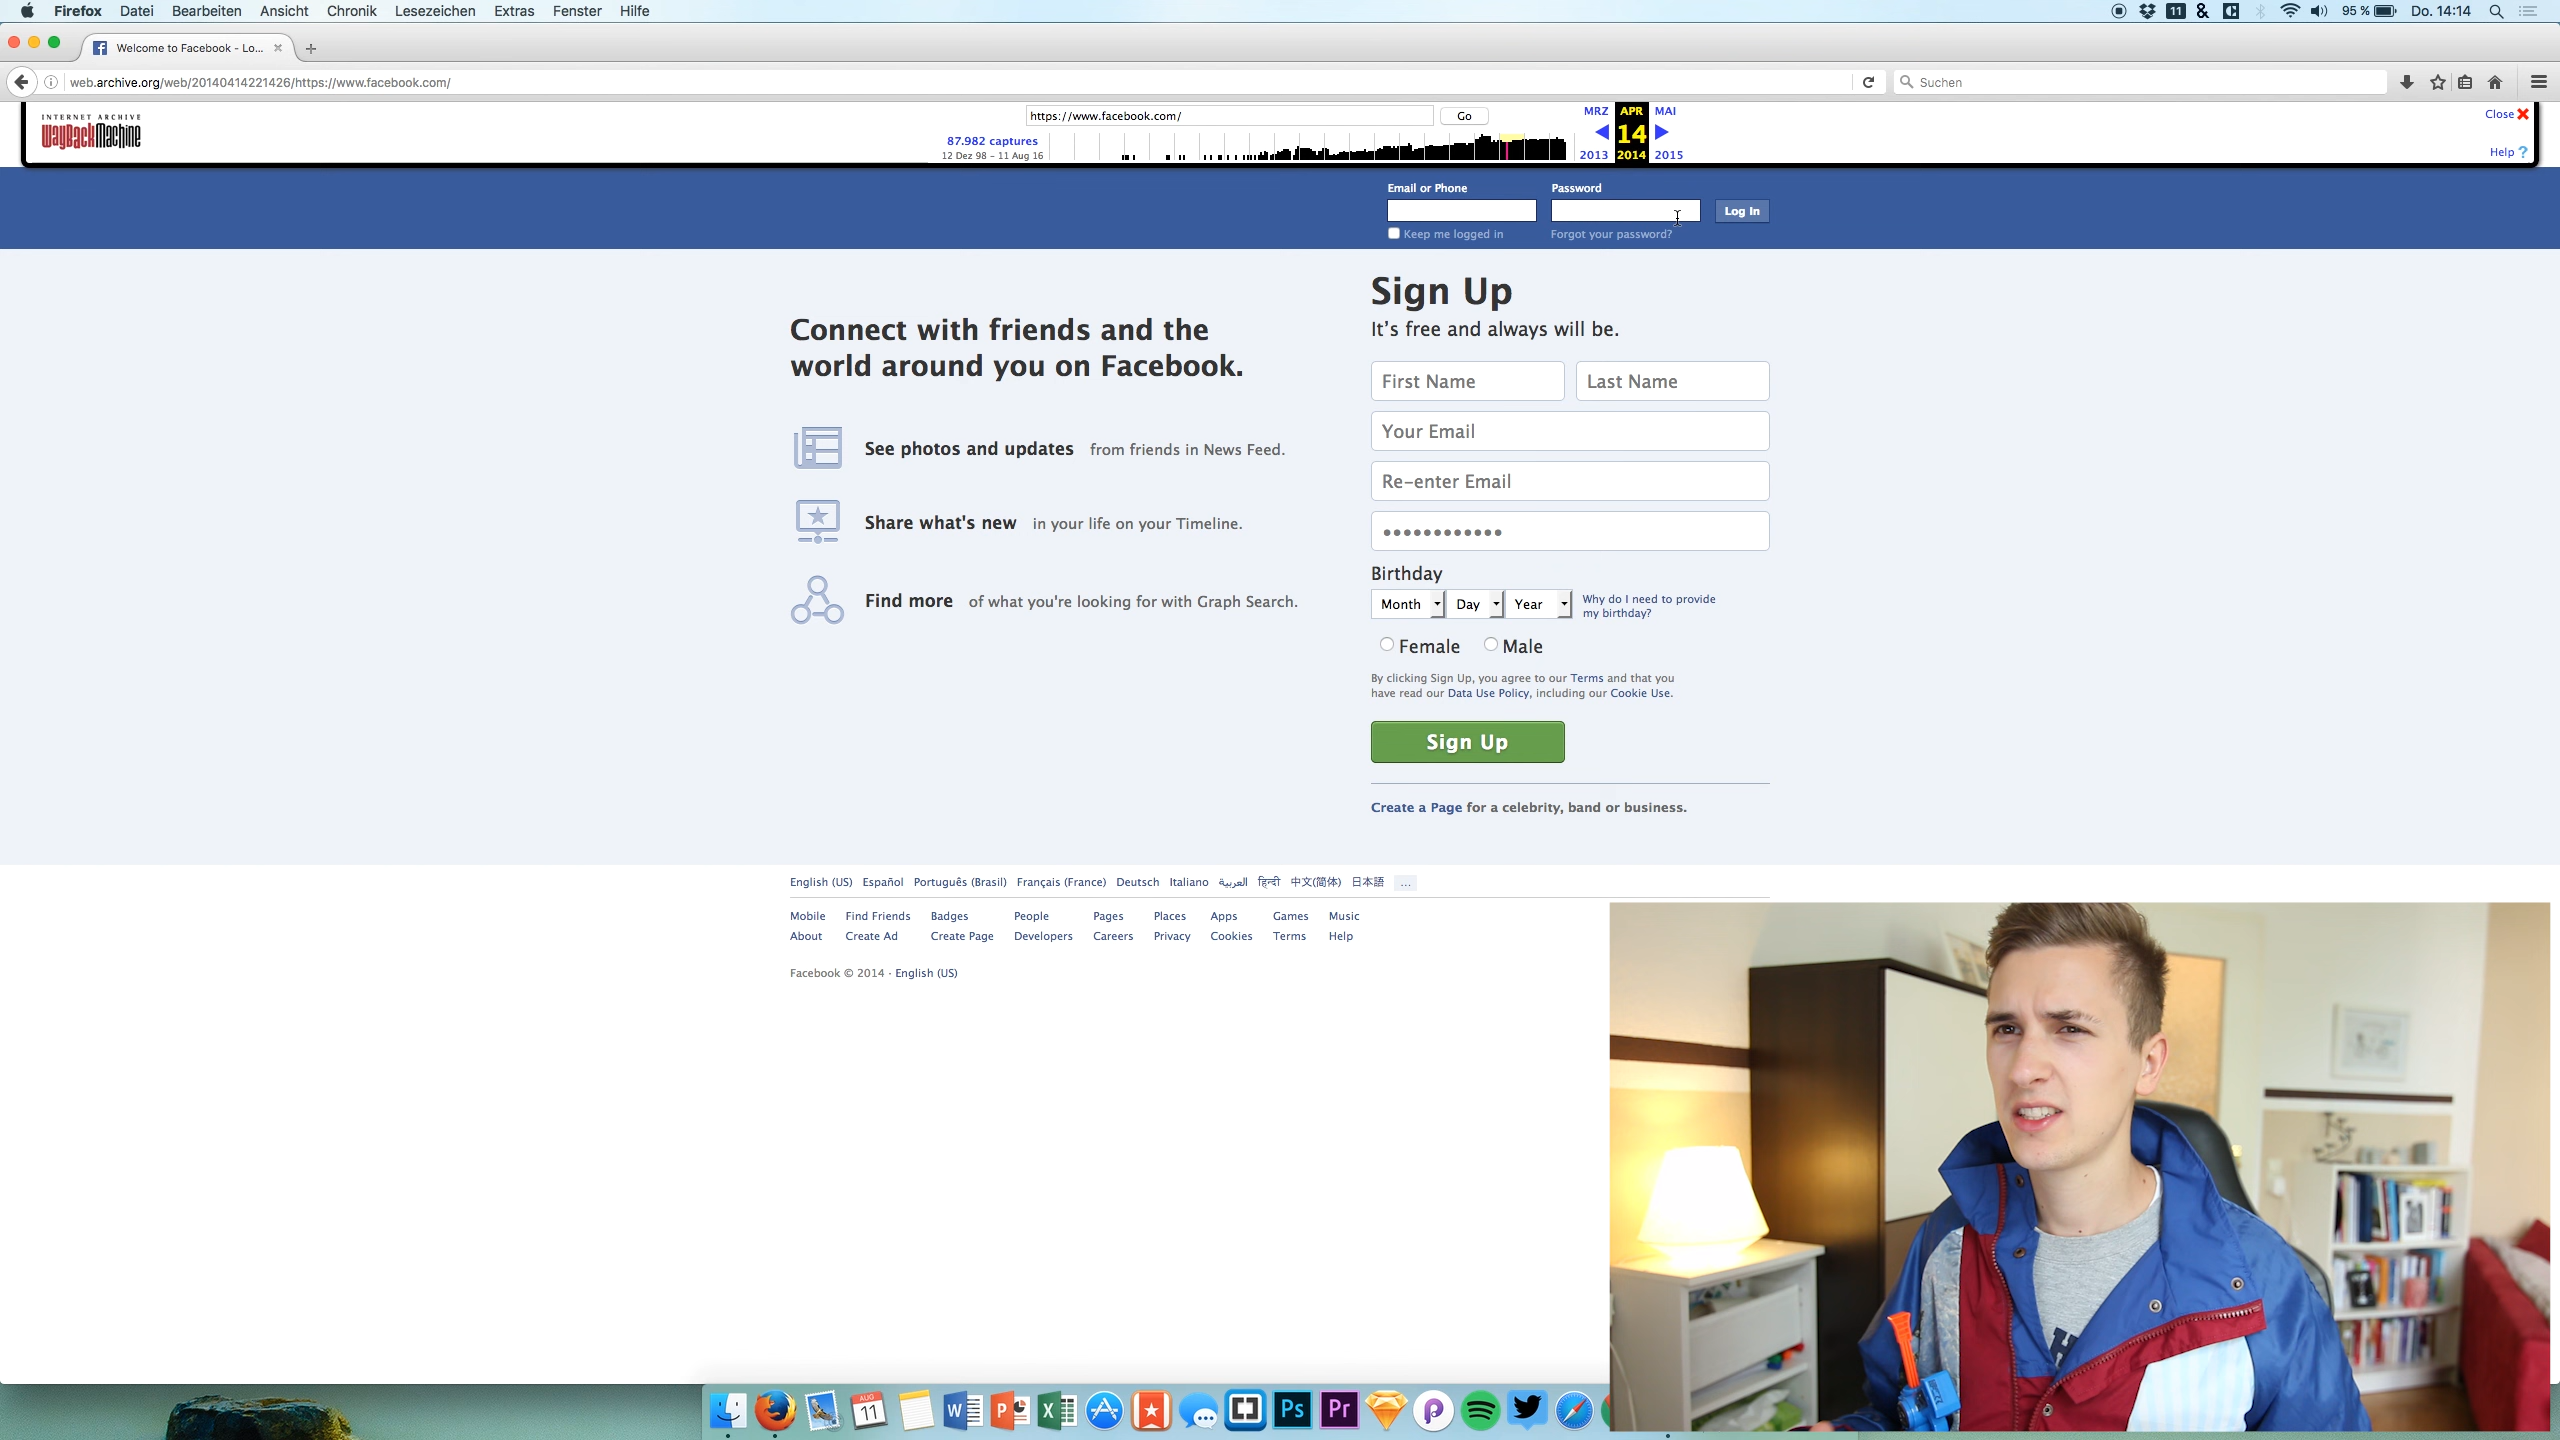 Firefox Datei Bearbeiten Ansicht Chronik Lesezeichen Extras Fenster Hilfe
11 & 95 % Do. 14:14
Welcome to Facebook - Lo...
web.archive.org/web/20140414221426/https://www.facebook.com/
Suchen
INTERNET ARCHIVE
WayBackMachine
https://www.facebook.com/ Go
87.982 captures
12 Dez 98 - 11 Aug 16
MRZ APR MAI
14
2013 2014 2015
Close
Help ?
Email or Phone Password
Log In
Keep me logged in Forgot your password?
Connect with friends and the
world around you on Facebook.
See photos and updates from friends in News Feed.
Share what's new in your life on your Timeline.
Find more of what you're looking for with Graph Search.
Sign Up
It's free and always will be.
First Name Last Name
Your Email
Re-enter Email
Birthday
Month Day Year
Why do I need to provide
my birthday?
Female Male
By clicking Sign Up, you agree to our Terms and that you
have read our Data Use Policy, including our Cookie Use.
Sign Up
Create a Page for a celebrity, band or business.
English (US) Español Português (Brasil) Français (France) Deutsch Italiano العربية हिन्दी 中文(简体) 日本語 ...
Mobile Find Friends Badges People Pages Places Apps Games Music
About Create Ad Create Page Developers Careers Privacy Cookies Terms Help
Facebook © 2014 · English (US)
AUG
11
W P X Ps Pr